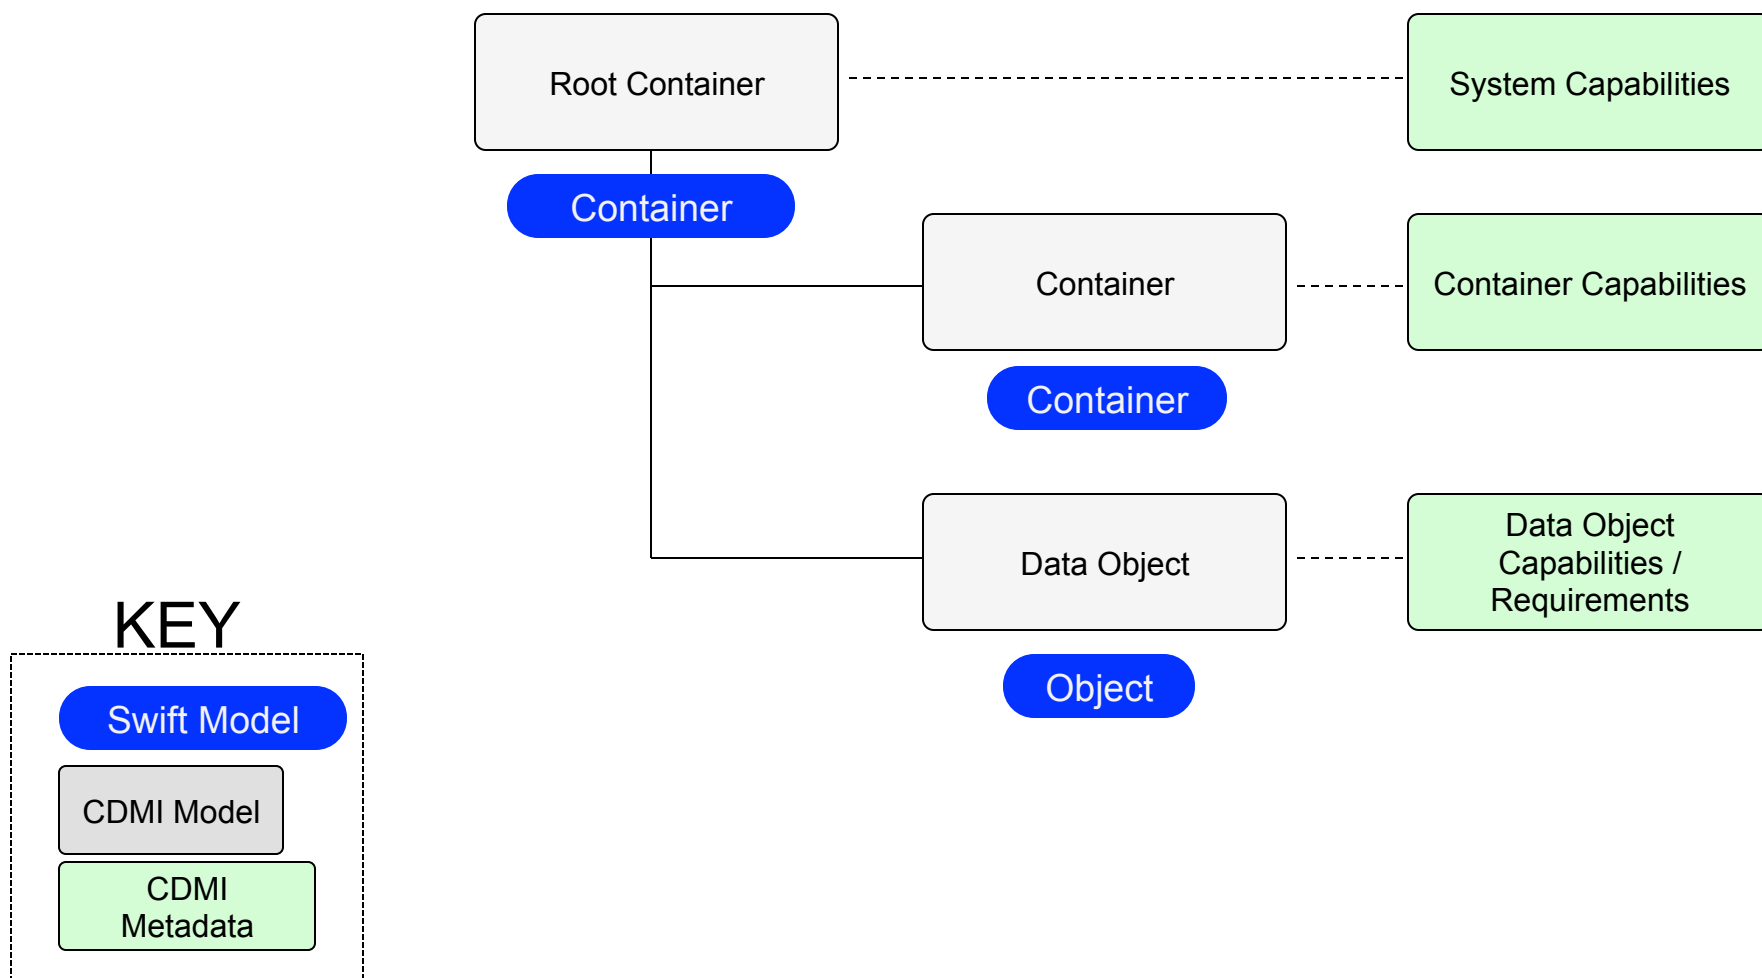 Root Container
System Capabilities
Container
Container
Container Capabilities
Container
Data Object
Data Object
Capabilities /
Requirements
Object
KEY
Swift Model
CDMI Model
CDMI
Metadata